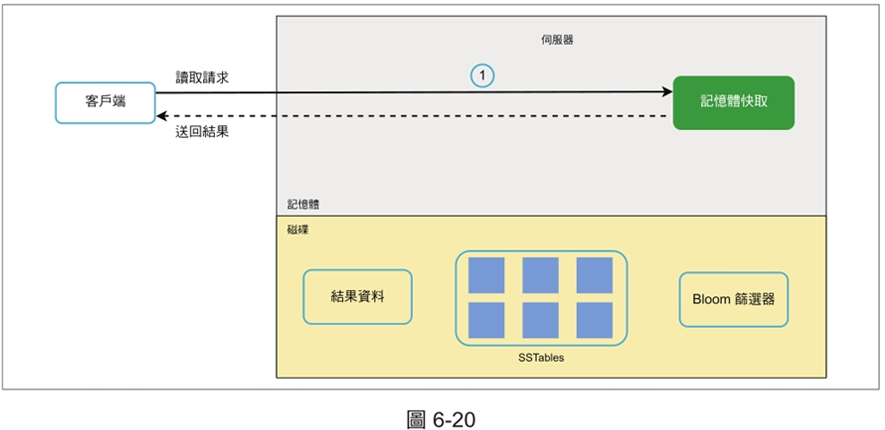 伺服器
讀取請求
1
客戶端
記憶體快取
送回結果
記憶體
磁碟
結果資料
Bloom 篩選器
SSTables
圖 6-20